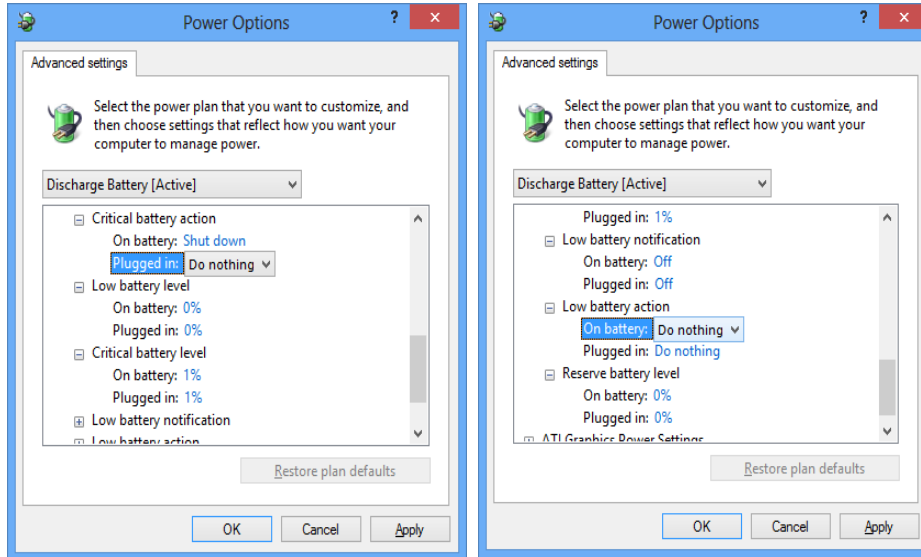 Power Options
?
x
Advanced settings
Select the power plan that you want to customize, and
then choose settings that reflect how you want your
computer to manage power.
Discharge Battery [Active]
Critical battery action
On battery: Shut down
Plugged in: Do nothing
Low battery level
On battery: 0%
Plugged in: 0%
Critical battery level
On battery: 1%
Plugged in: 1%
Low battery notification
Low battery action
Restore plan defaults
OK Cancel Apply
Power Options
?
x
Advanced settings
Select the power plan that you want to customize, and
then choose settings that reflect how you want your
computer to manage power.
Discharge Battery [Active]
Plugged in: 1%
Low battery notification
On battery: Off
Plugged in: Off
Low battery action
On battery: Do nothing
Plugged in: Do nothing
Reserve battery level
On battery: 0%
Plugged in: 0%
ATI Graphics Power Settings
Restore plan defaults
OK Cancel Apply